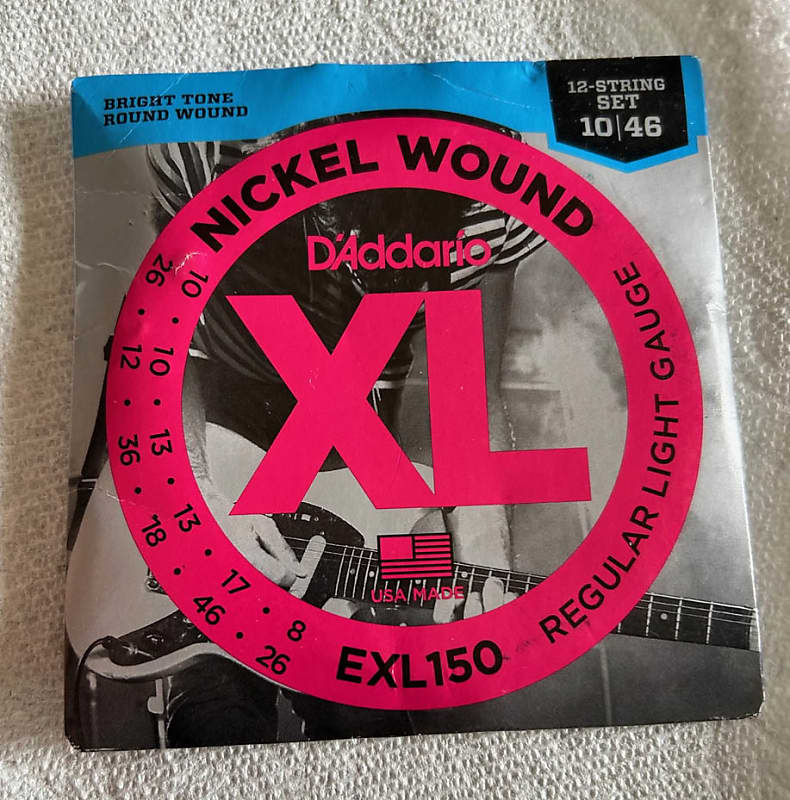 BRIGHT TONE
ROUND WOUND
12-STRING
SET
10|46
NICKEL WOUND
D'Addario
XL
USA MADE
EXL150
REGULAR LIGHT GAUGE
10 • 10 • 13 • 13 • 17 • 8
26 • 12 • 36 • 18 • 46 • 26